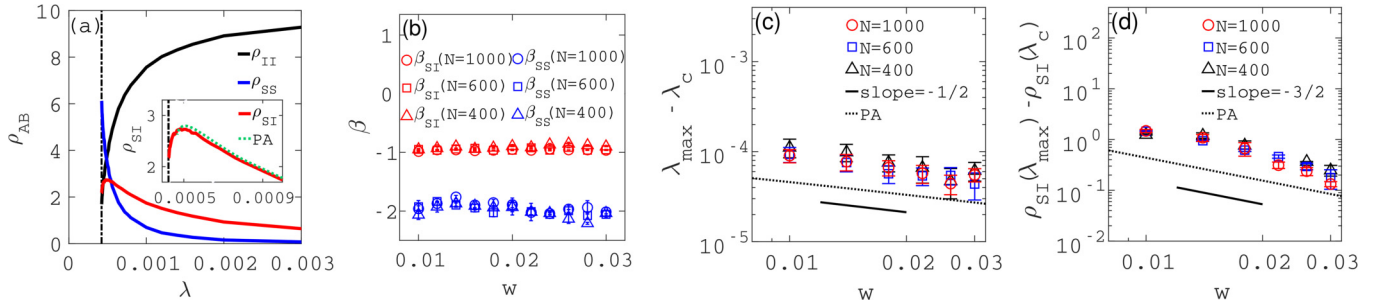 (a)
ρ_II
ρ_SS
ρ_SI
3
PA
ρ_SI
2
0.0005 0.0009
10
8
6
4
2
0
ρ_AB
0 0.001 0.002 0.003
λ
(b)
β_SI(N=1000) β_SS(N=1000)
β_SI(N=600) β_SS(N=600)
β_SI(N=400) β_SS(N=400)
1
0
-1
-2
β
0.01 0.02 0.03
w
(c)
N=1000
N=600
N=400
slope=-1/2
PA
10^-3
10^-4
10^-5
λ_max - λ_c
0.01 0.02 0.03
w
(d)
N=1000
N=600
N=400
slope=-3/2
PA
10^2
10^1
10^0
10^-1
10^-2
ρ_SI(λ_max) -ρ_SI(λ_c)
0.01 0.02 0.03
w